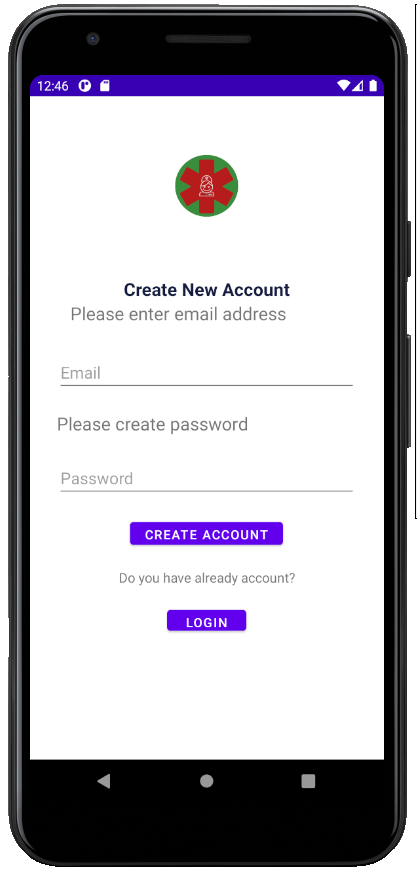 12:46
Create New Account
Please enter email address
Email
Please create password
Password
CREATE ACCOUNT
Do you have already account?
LOGIN